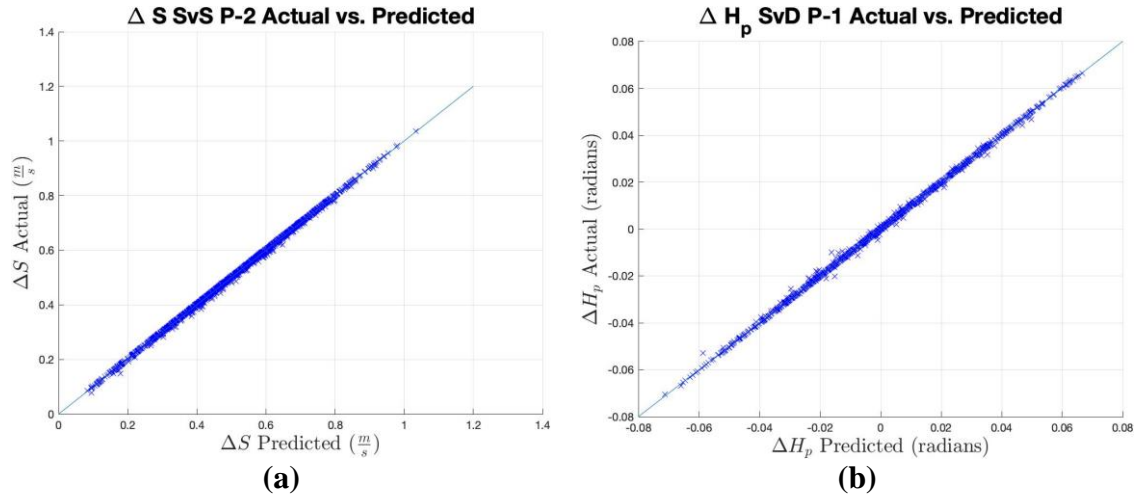 Δ S SvS P-2 Actual vs. Predicted
1.4
1.2
1
0.8
0.6
0.4
0.2
0
0 0.2 0.4 0.6 0.8 1 1.2 1.4
ΔS Actual (m/s)
ΔS Predicted (m/s)
(a)
Δ H_p SvD P-1 Actual vs. Predicted
0.08
0.06
0.04
0.02
0
-0.02
-0.04
-0.06
-0.08
-0.08 -0.06 -0.04 -0.02 0 0.02 0.04 0.06 0.08
ΔH_p Actual (radians)
ΔH_p Predicted (radians)
(b)